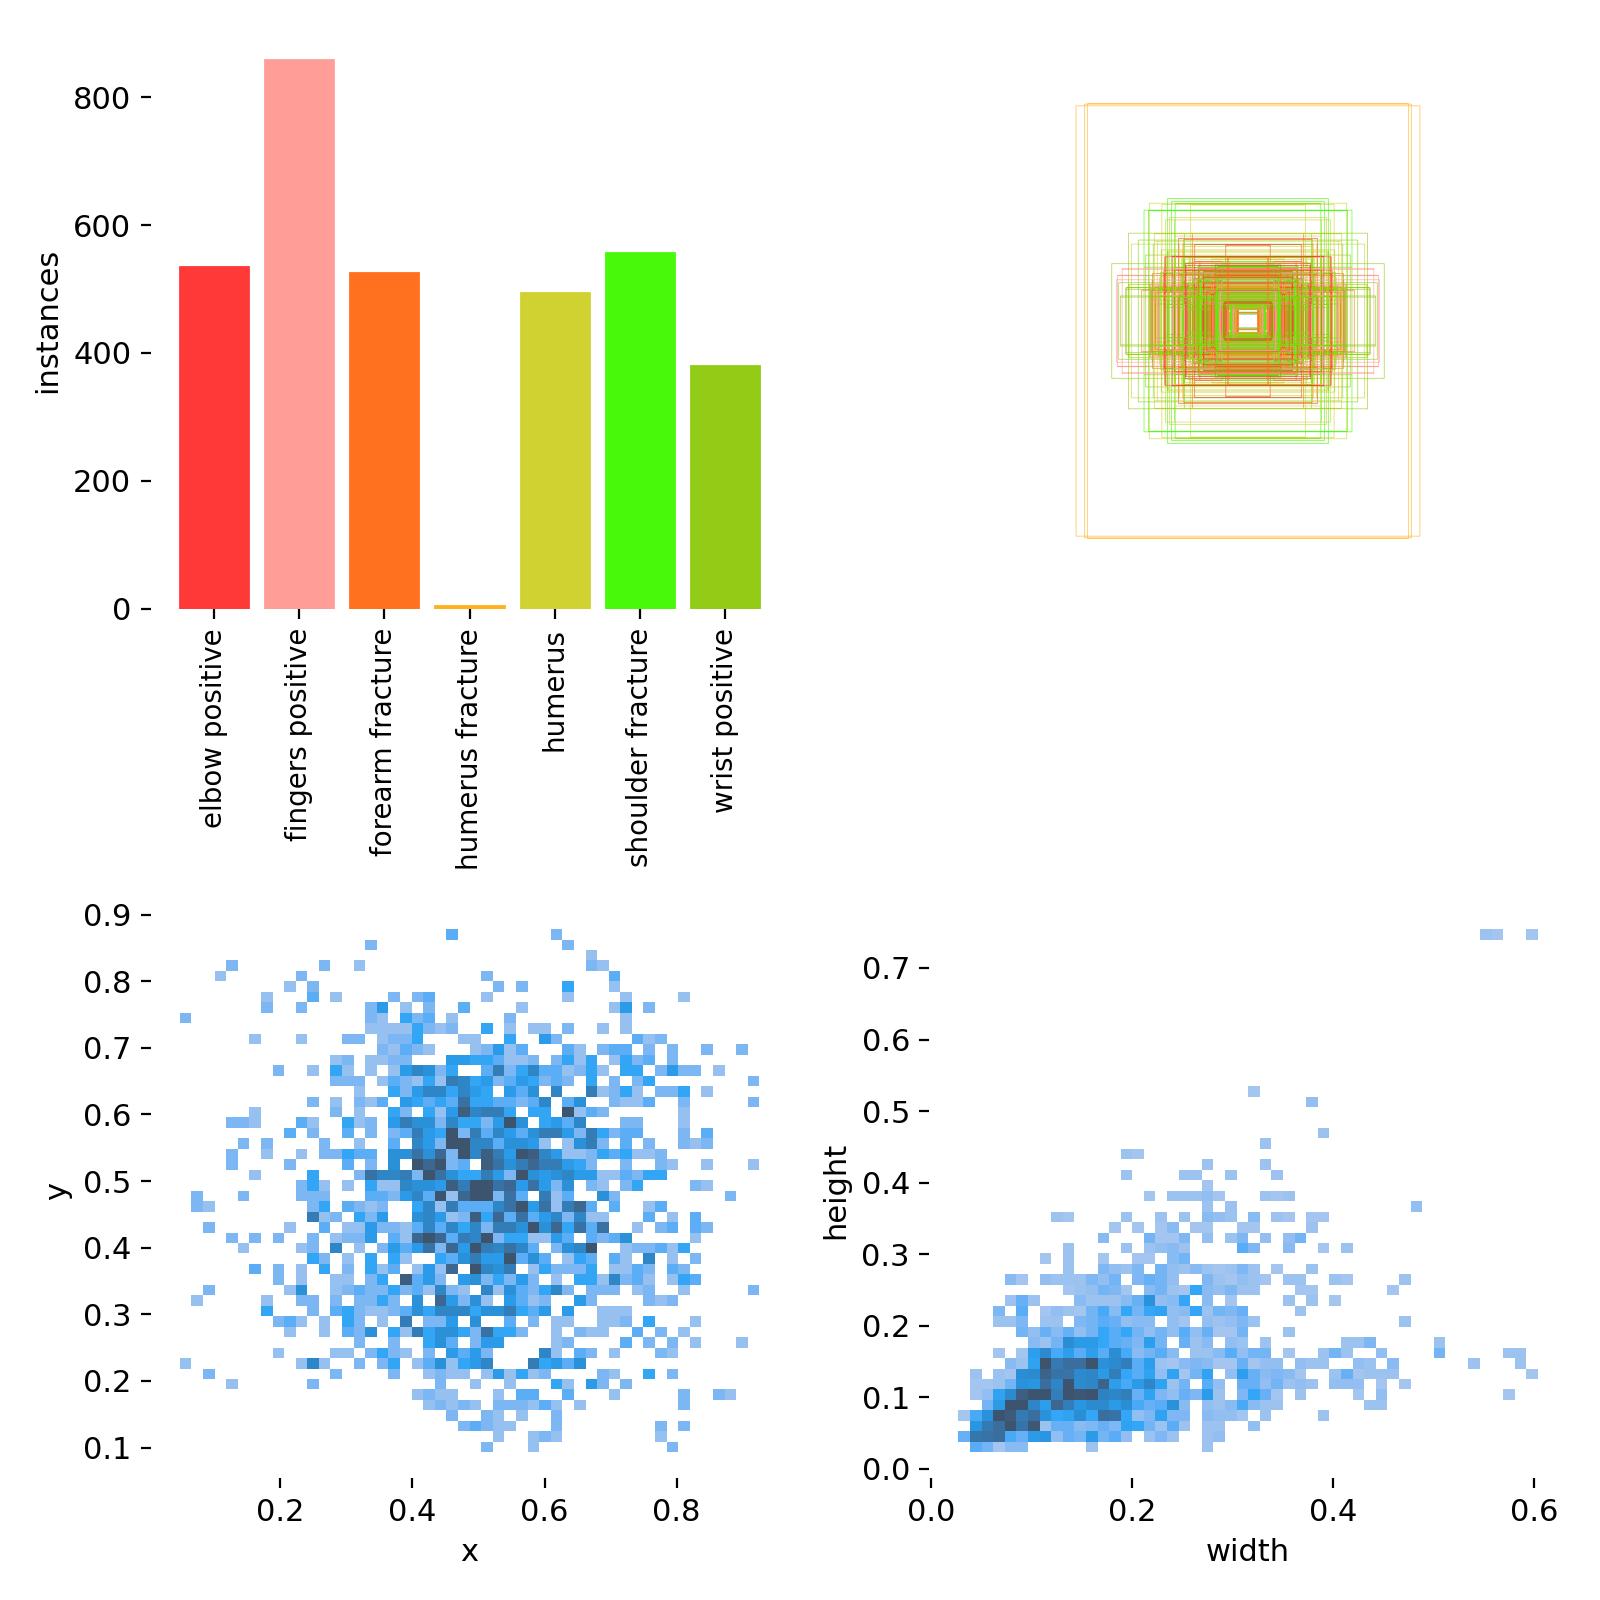 800
600
400
200
0
instances
elbow positive
fingers positive
forearm fracture
humerus fracture
humerus
shoulder fracture
wrist positive
0.9
0.8
0.7
0.6
0.5
0.4
0.3
0.2
0.1
y
0.2 0.4 0.6 0.8
x
0.7
0.6
0.5
0.4
0.3
0.2
0.1
0.0
height
0.0 0.2 0.4 0.6
width